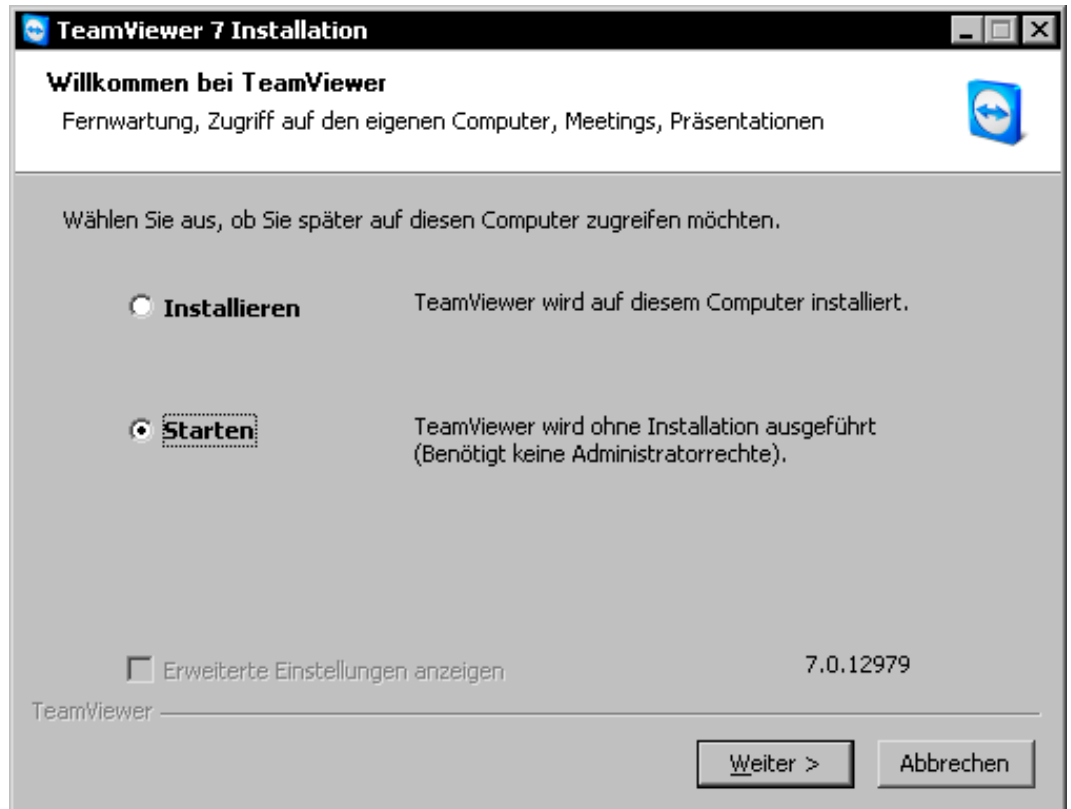 TeamViewer 7 Installation
Willkommen bei TeamViewer
Fernwartung, Zugriff auf den eigenen Computer, Meetings, Präsentationen
Wählen Sie aus, ob Sie später auf diesen Computer zugreifen möchten.
Installieren TeamViewer wird auf diesem Computer installiert.
Starten TeamViewer wird ohne Installation ausgeführt
(Benötigt keine Administratorrechte).
Erweiterte Einstellungen anzeigen 7.0.12979
TeamViewer
Weiter > Abbrechen